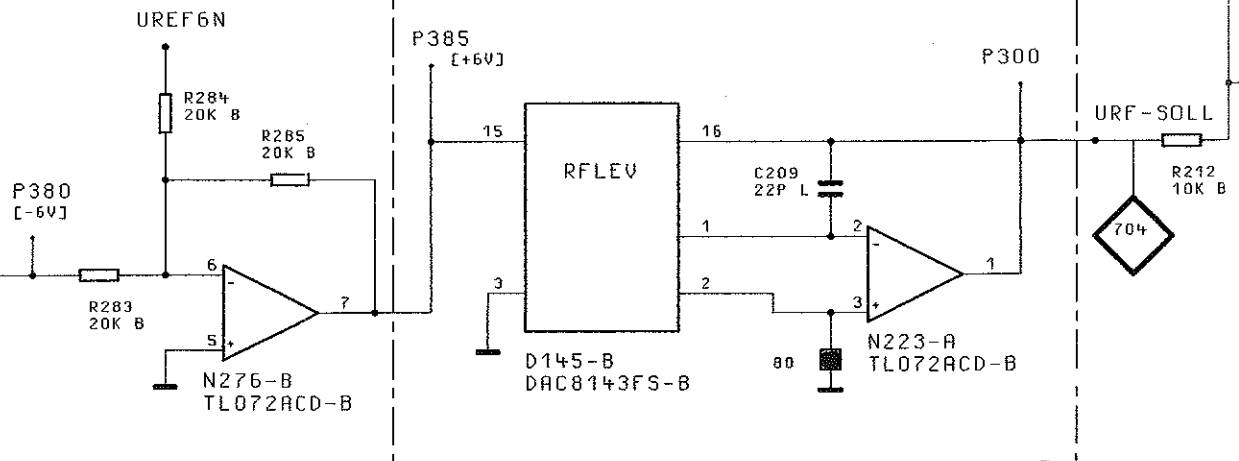 UREF6N
R284
20K B
R285
20K B
P380
[-6V]
R283
20K B
6
-
5
+
7
N276-B
TL072ACD-B
P385
[+6V]
15
16
RFLEV
1
3
2
D145-B
DAC8143FS-B
C209
22P L
2
-
3
+
1
80
N223-A
TL072ACD-B
P300
URF-SOLL
R212
10K B
704